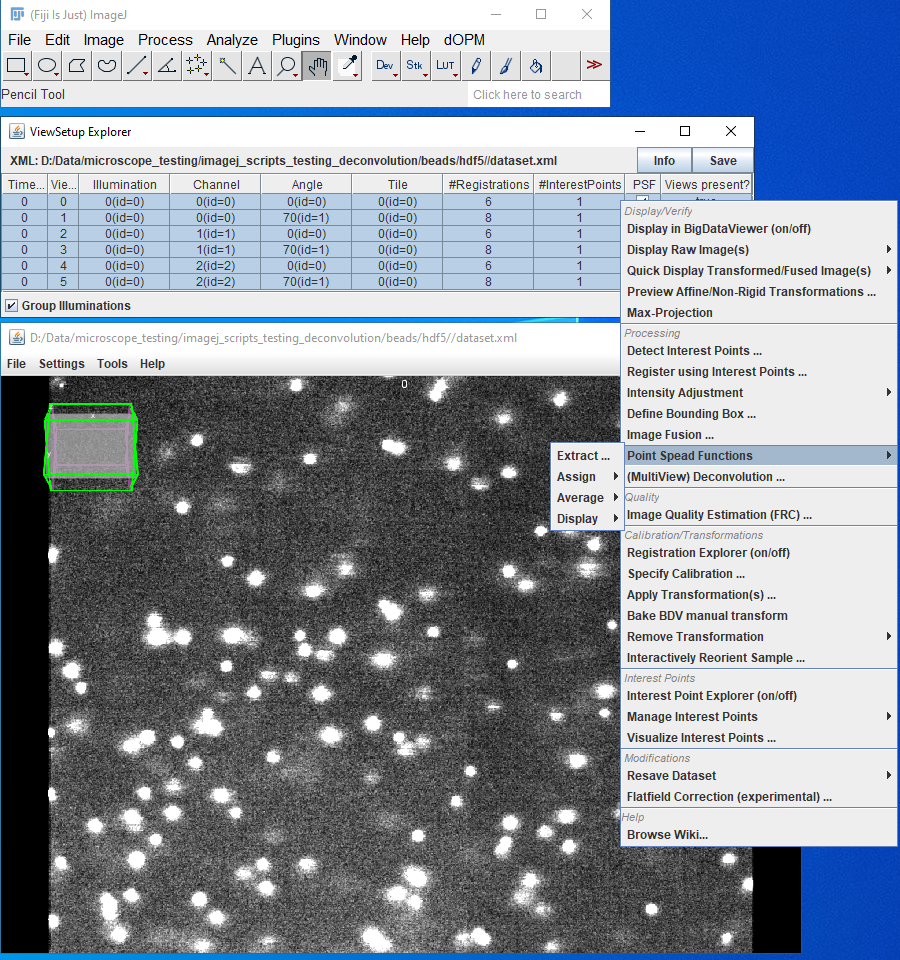 (Fiji Is Just) ImageJ
File Edit Image Process Analyze Plugins Window Help dOPM
Dev Stk LUT
Pencil Tool
Click here to search
ViewSetup Explorer
XML: D:/Data/microscope_testing/imagej_scripts_testing_deconvolution/beads/hdf5//dataset.xml
Info Save
Time... Vie... Illumination Channel Angle Tile #Registrations #InterestPoints PSF Views present?
0 0 0(id=0) 0(id=0) 0(id=0) 0(id=0) 6 1
0 1 0(id=0) 0(id=0) 70(id=1) 0(id=0) 8 1
0 2 0(id=0) 1(id=1) 0(id=0) 0(id=0) 6 1
0 3 0(id=0) 1(id=1) 70(id=1) 0(id=0) 8 1
0 4 0(id=0) 2(id=2) 0(id=0) 0(id=0) 6 1
0 5 0(id=0) 2(id=2) 70(id=1) 0(id=0) 8 1
Group Illuminations
D:/Data/microscope_testing/imagej_scripts_testing_deconvolution/beads/hdf5//dataset.xml
File Settings Tools Help
0
Display/Verify
Display in BigDataViewer (on/off)
Display Raw Image(s)
Quick Display Transformed/Fused Image(s)
Preview Affine/Non-Rigid Transformations ...
Max-Projection
Processing
Detect Interest Points ...
Register using Interest Points ...
Intensity Adjustment
Define Bounding Box ...
Image Fusion ...
Point Spead Functions
Extract ...
Assign
Average
Display
(MultiView) Deconvolution ...
Quality
Image Quality Estimation (FRC) ...
Calibration/Transformations
Registration Explorer (on/off)
Specify Calibration ...
Apply Transformation(s) ...
Bake BDV manual transform
Remove Transformation
Interactively Reorient Sample ...
Interest Points
Interest Point Explorer (on/off)
Manage Interest Points
Visualize Interest Points ...
Modifications
Resave Dataset
Flatfield Correction (experimental) ...
Help
Browse Wiki...